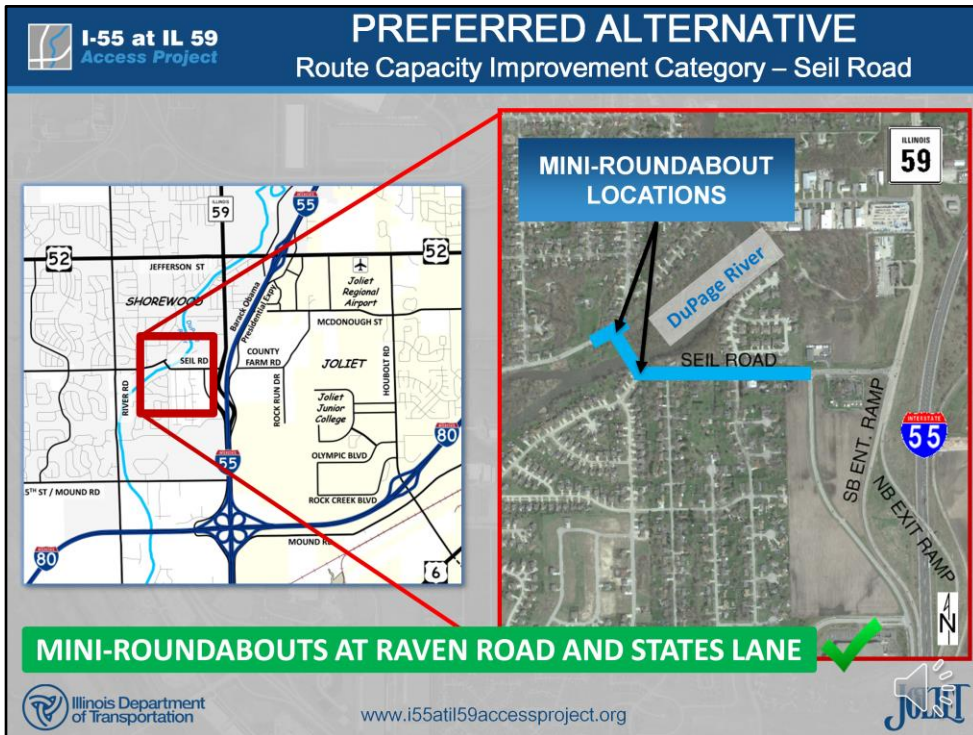 I-55 at IL 59
Access Project
PREFERRED ALTERNATIVE
Route Capacity Improvement Category – Seil Road
ILLINOIS
59
55
52
JEFFERSON ST
52
SHOREWOOD
Barack Obama
Presidential Expy
Joliet
Regional
Airport
MCDONOUGH ST
SEIL RD
COUNTY
FARM RD
JOLIET
HOUBOLT RD
RIVER RD
ROCK RUN DR
Joliet
Junior
College
80
55
OLYMPIC BLVD
5TH ST / MOUND RD
ROCK CREEK BLVD
MOUND RD
80
6
MINI-ROUNDABOUT
LOCATIONS
ILLINOIS
59
DuPage River
SEIL ROAD
SB ENT. RAMP
INTERSTATE
55
NB EXIT RAMP
N
MINI-ROUNDABOUTS AT RAVEN ROAD AND STATES LANE
Illinois Department
of Transportation
www.i55atil59accessproject.org
JOLIET